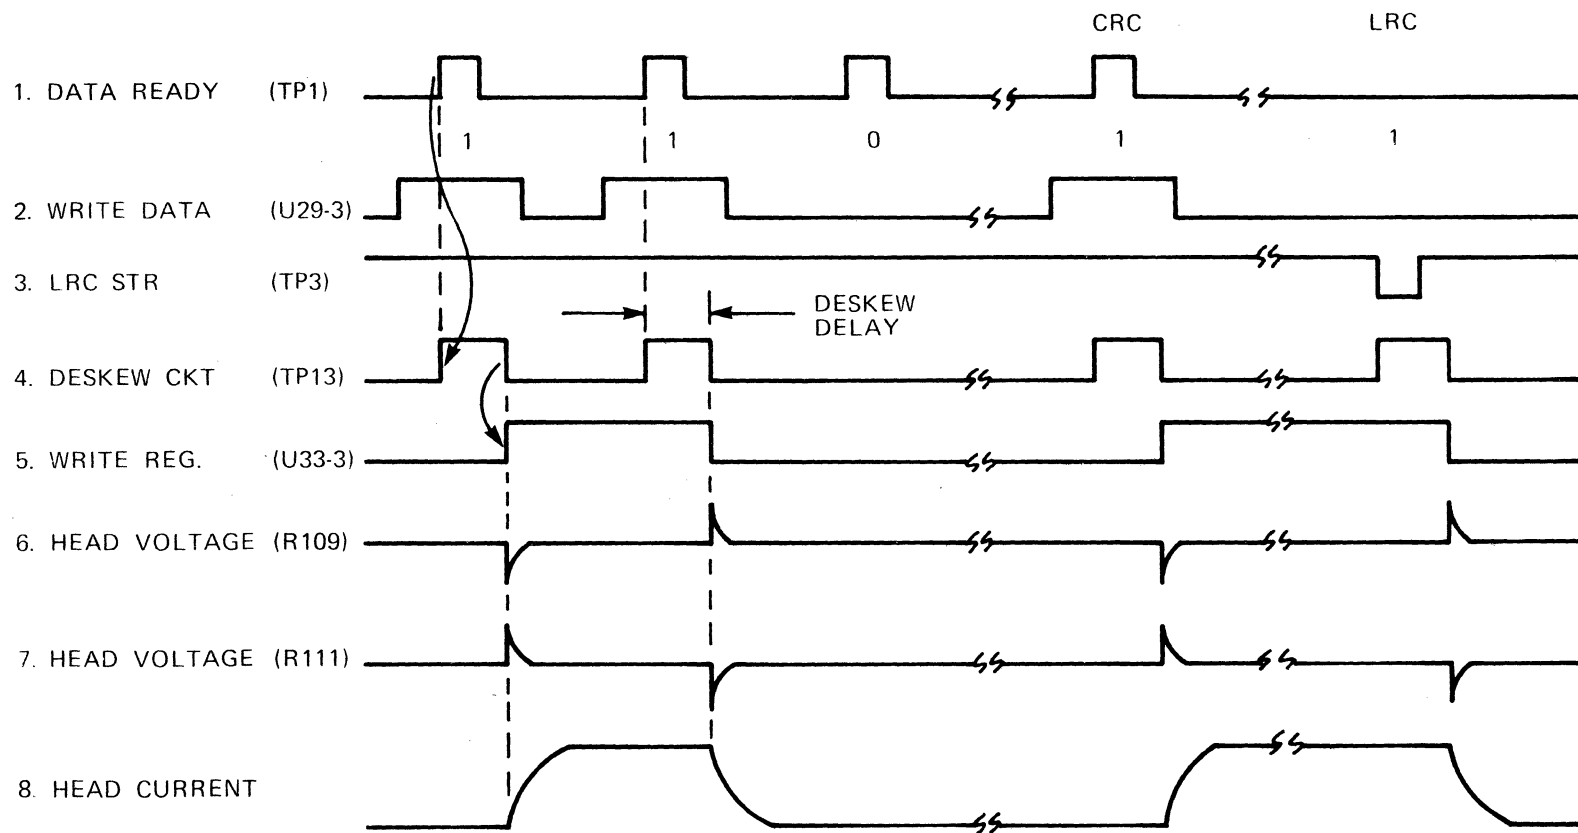 CRC LRC
1. DATA READY (TP1)
1 1 0 1 1
2. WRITE DATA (U29-3)
3. LRC STR (TP3)
DESKEW
DELAY
4. DESKEW CKT (TP13)
5. WRITE REG. (U33-3)
6. HEAD VOLTAGE (R109)
7. HEAD VOLTAGE (R111)
8. HEAD CURRENT